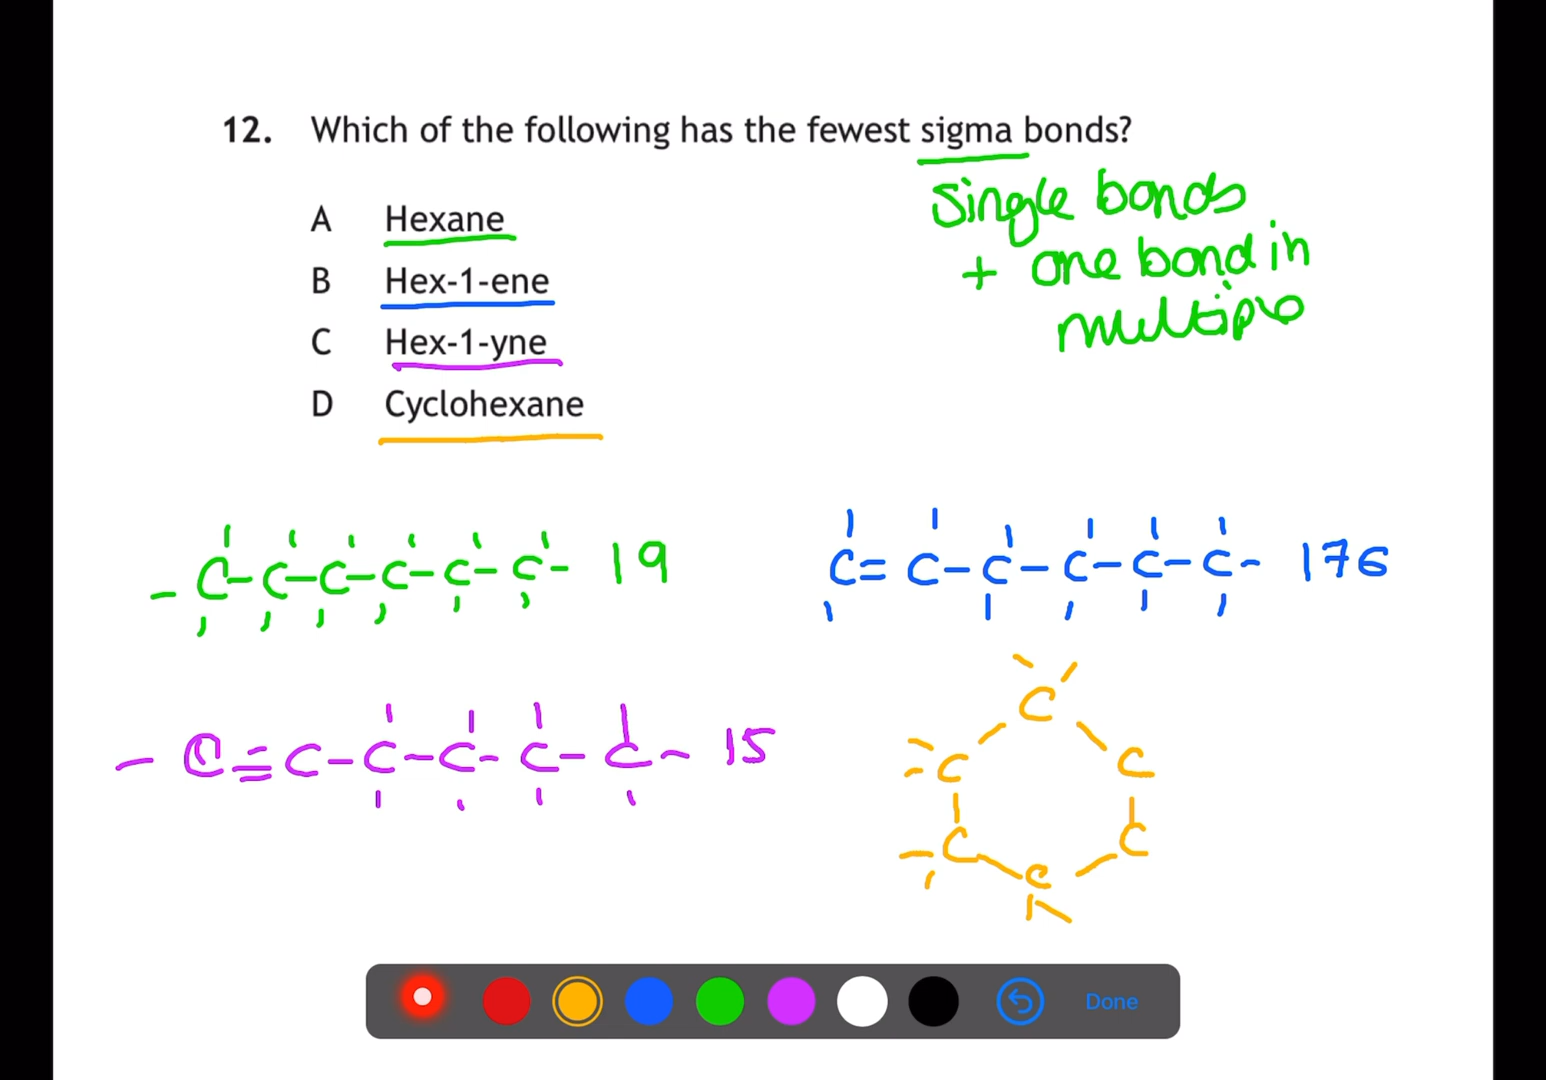 12. Which of the following has the fewest sigma bonds?
single bonds
+ one bond in
multiple
A Hexane
B Hex-1-ene
C Hex-1-yne
D Cyclohexane
- C-C-C-C-C-C- 19
C=C-C-C-C-C- 176
- C≡C-C-C-C-C- 15
C
C C
C C
C
Done